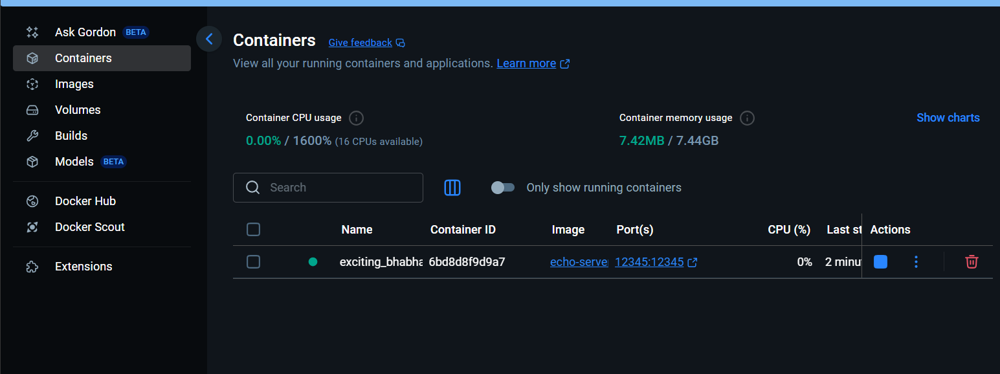 Ask Gordon BETA
Containers
Images
Volumes
Builds
Models BETA
Docker Hub
Docker Scout
Extensions
Containers Give feedback
View all your running containers and applications. Learn more
Container CPU usage
0.00% / 1600% (16 CPUs available)
Container memory usage
7.42MB / 7.44GB
Show charts
Search
Only show running containers
Name Container ID Image Port(s) CPU (%) Last st Actions
exciting_bhabha 6bd8d8f9d9a7 echo-server 12345:12345 0% 2 minu